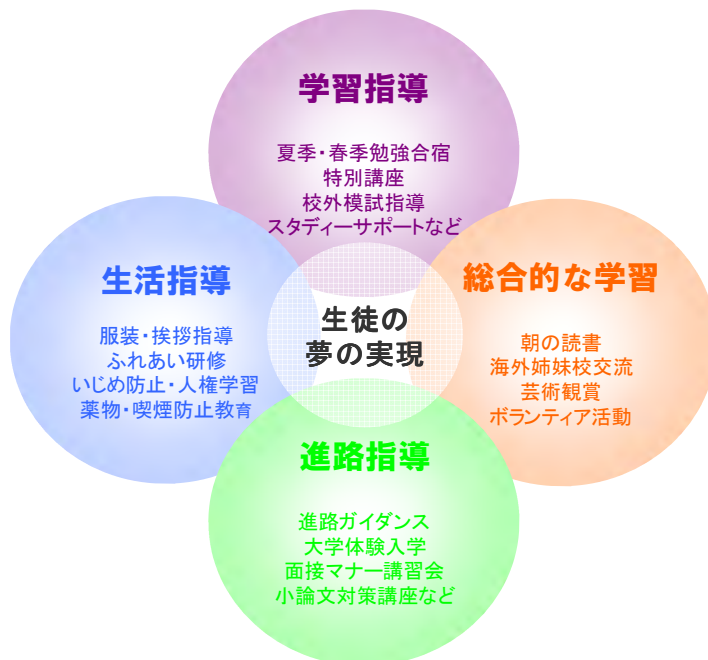 学習指導
夏季・春季勉強合宿
特別講座
校外模試指導
スタディーサポートなど
生活指導
服装・挨拶指導
ふれあい研修
いじめ防止・人権学習
薬物・喫煙防止教育
生徒の
夢の実現
総合的な学習
朝の読書
海外姉妹校交流
芸術観賞
ボランティア活動
進路指導
進路ガイダンス
大学体験入学
面接マナー講習会
小論文対策講座など